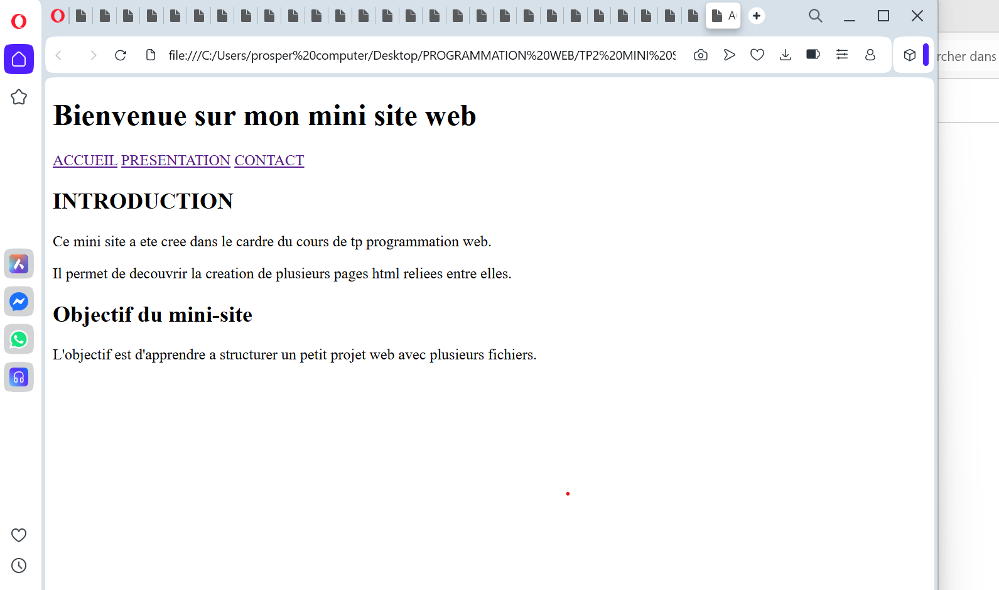 A
file:///C:/Users/prosper%20computer/Desktop/PROGRAMMATION%20WEB/TP2%20MINI%20S
rcher dans
Bienvenue sur mon mini site web
ACCUEIL PRESENTATION CONTACT
INTRODUCTION
Ce mini site a ete cree dans le cardre du cours de tp programmation web.
Il permet de decouvrir la creation de plusieurs pages html reliees entre elles.
Objectif du mini-site
L'objectif est d'apprendre a structurer un petit projet web avec plusieurs fichiers.